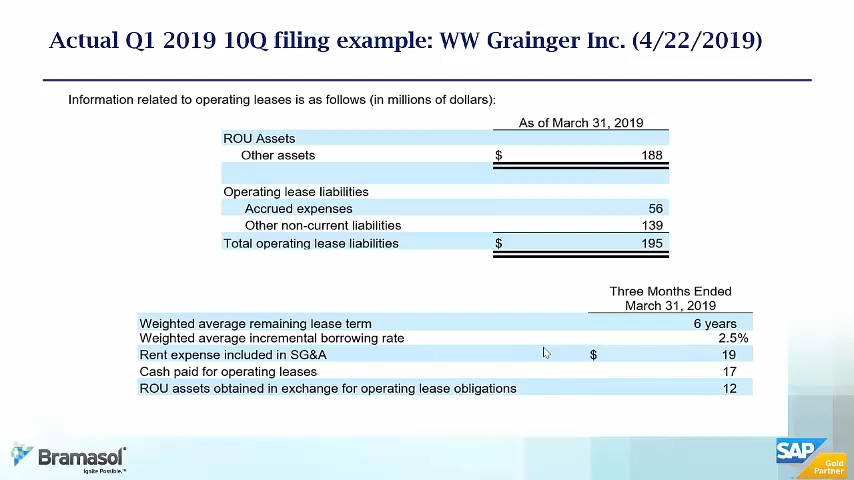 Actual Q1 2019 10Q filing example: WW Grainger Inc. (4/22/2019)
Information related to operating leases is as follows (in millions of dollars):
As of March 31, 2019
ROU Assets
Other assets $ 188
Operating lease liabilities
Accrued expenses 56
Other non-current liabilities 139
Total operating lease liabilities $ 195
Three Months Ended
March 31, 2019
Weighted average remaining lease term 6 years
Weighted average incremental borrowing rate 2.5%
Rent expense included in SG&A $ 19
Cash paid for operating leases 17
ROU assets obtained in exchange for operating lease obligations 12
Bramasol
Ignite Possible.™
SAP
Gold
Partner